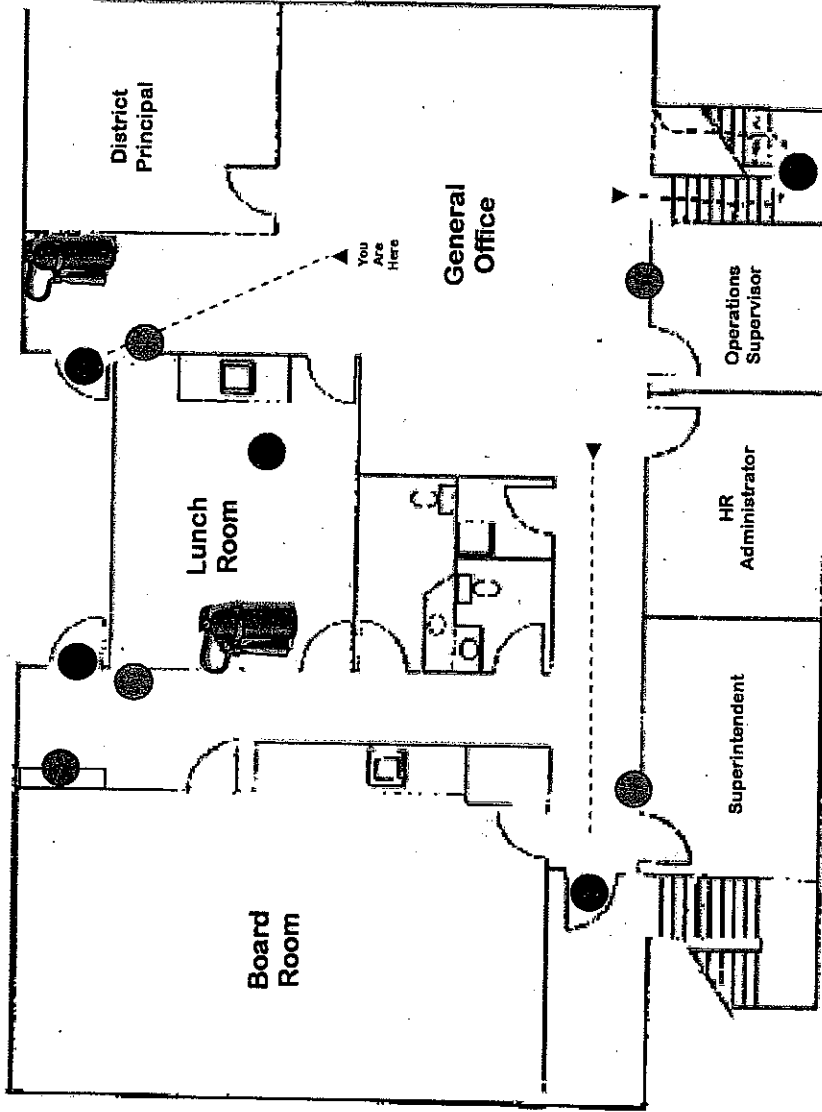 Board
Room
Lunch
Room
District
Principal
You
Are
Here
General
Office
Superintendent
HR
Administrator
Operations
Supervisor